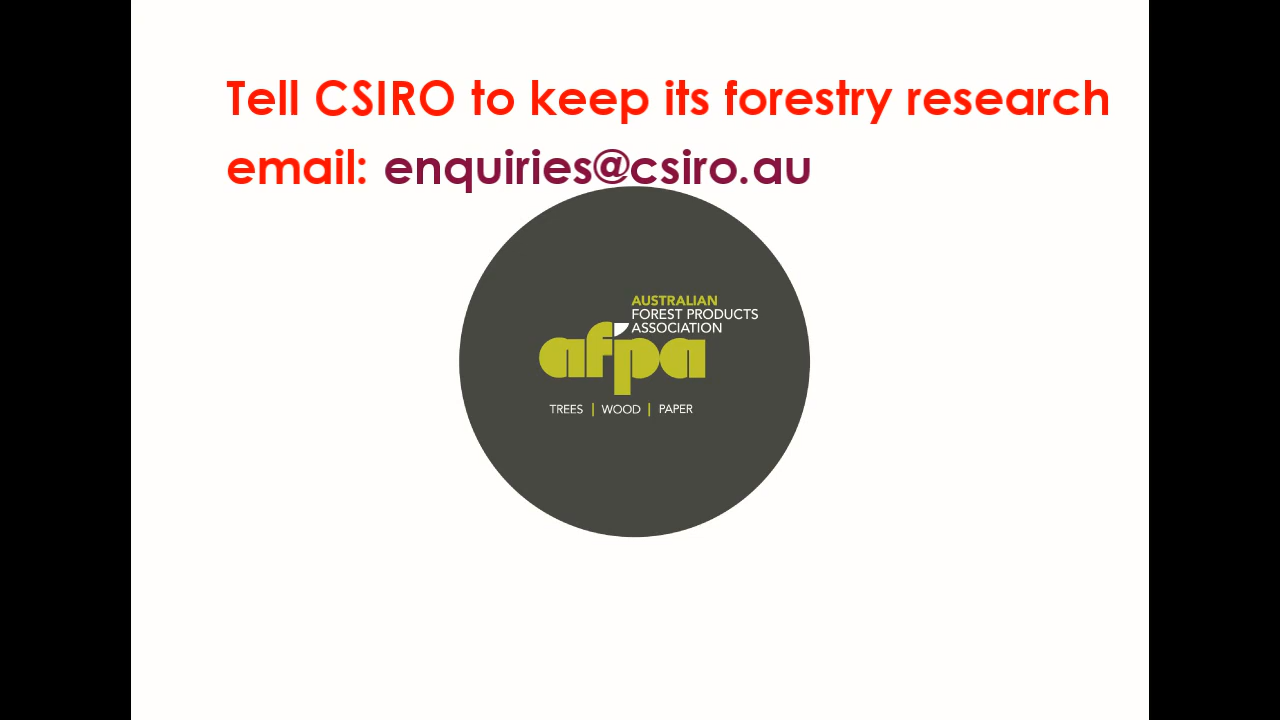 Tell CSIRO to keep its forestry research
email: enquiries@csiro.au
AUSTRALIAN
FOREST PRODUCTS
ASSOCIATION
afpa
TREES | WOOD | PAPER